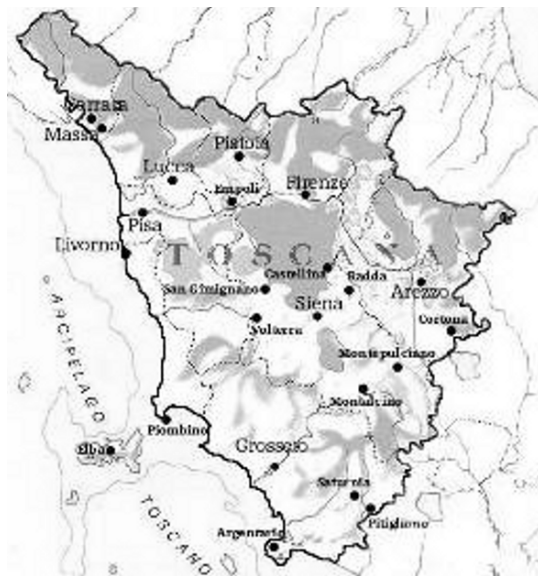 Carrara
Massa
Pistoia
Lucca
Empoli
Firenze
Pisa
Livorno
TOSCANA
Castellina
Radda
San Gimignano
Arezzo
Siena
Cortona
Volterra
Montepulciano
Montalcino
ARCIPELAGO
Piombino
Elba
Grosseto
Saturnia
Pitigliano
TOSCANO
Argentario